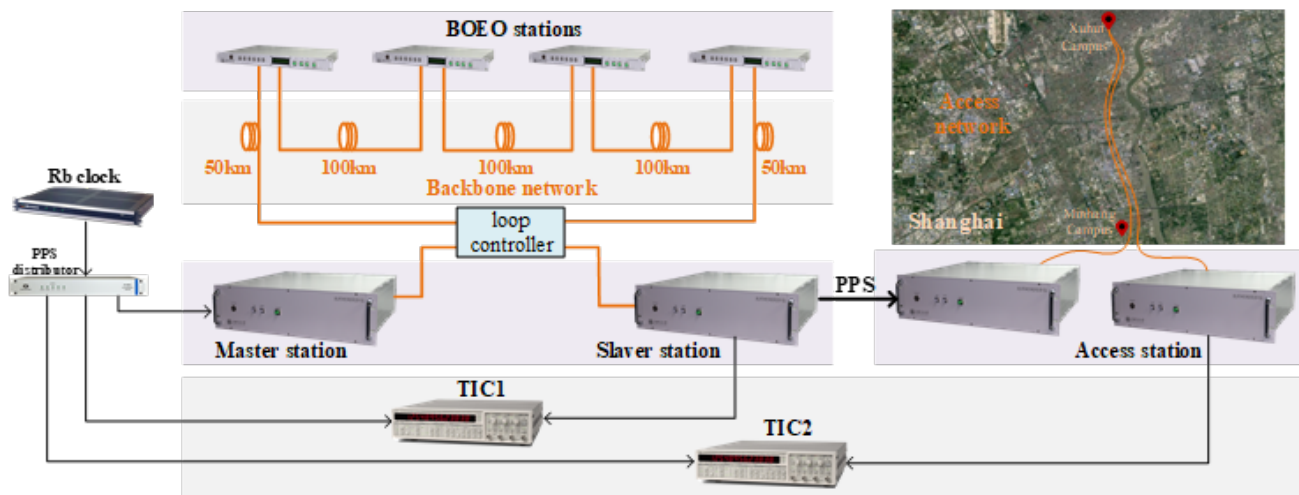 BOEO stations
Xuhui
Campus
Access
network
50km
100km
100km
100km
50km
Backbone network
Rb clock
loop
controller
Minhang
Campus
Shanghai
PPS
distributor
PPS
Master station
Slaver station
Access station
TIC1
TIC2